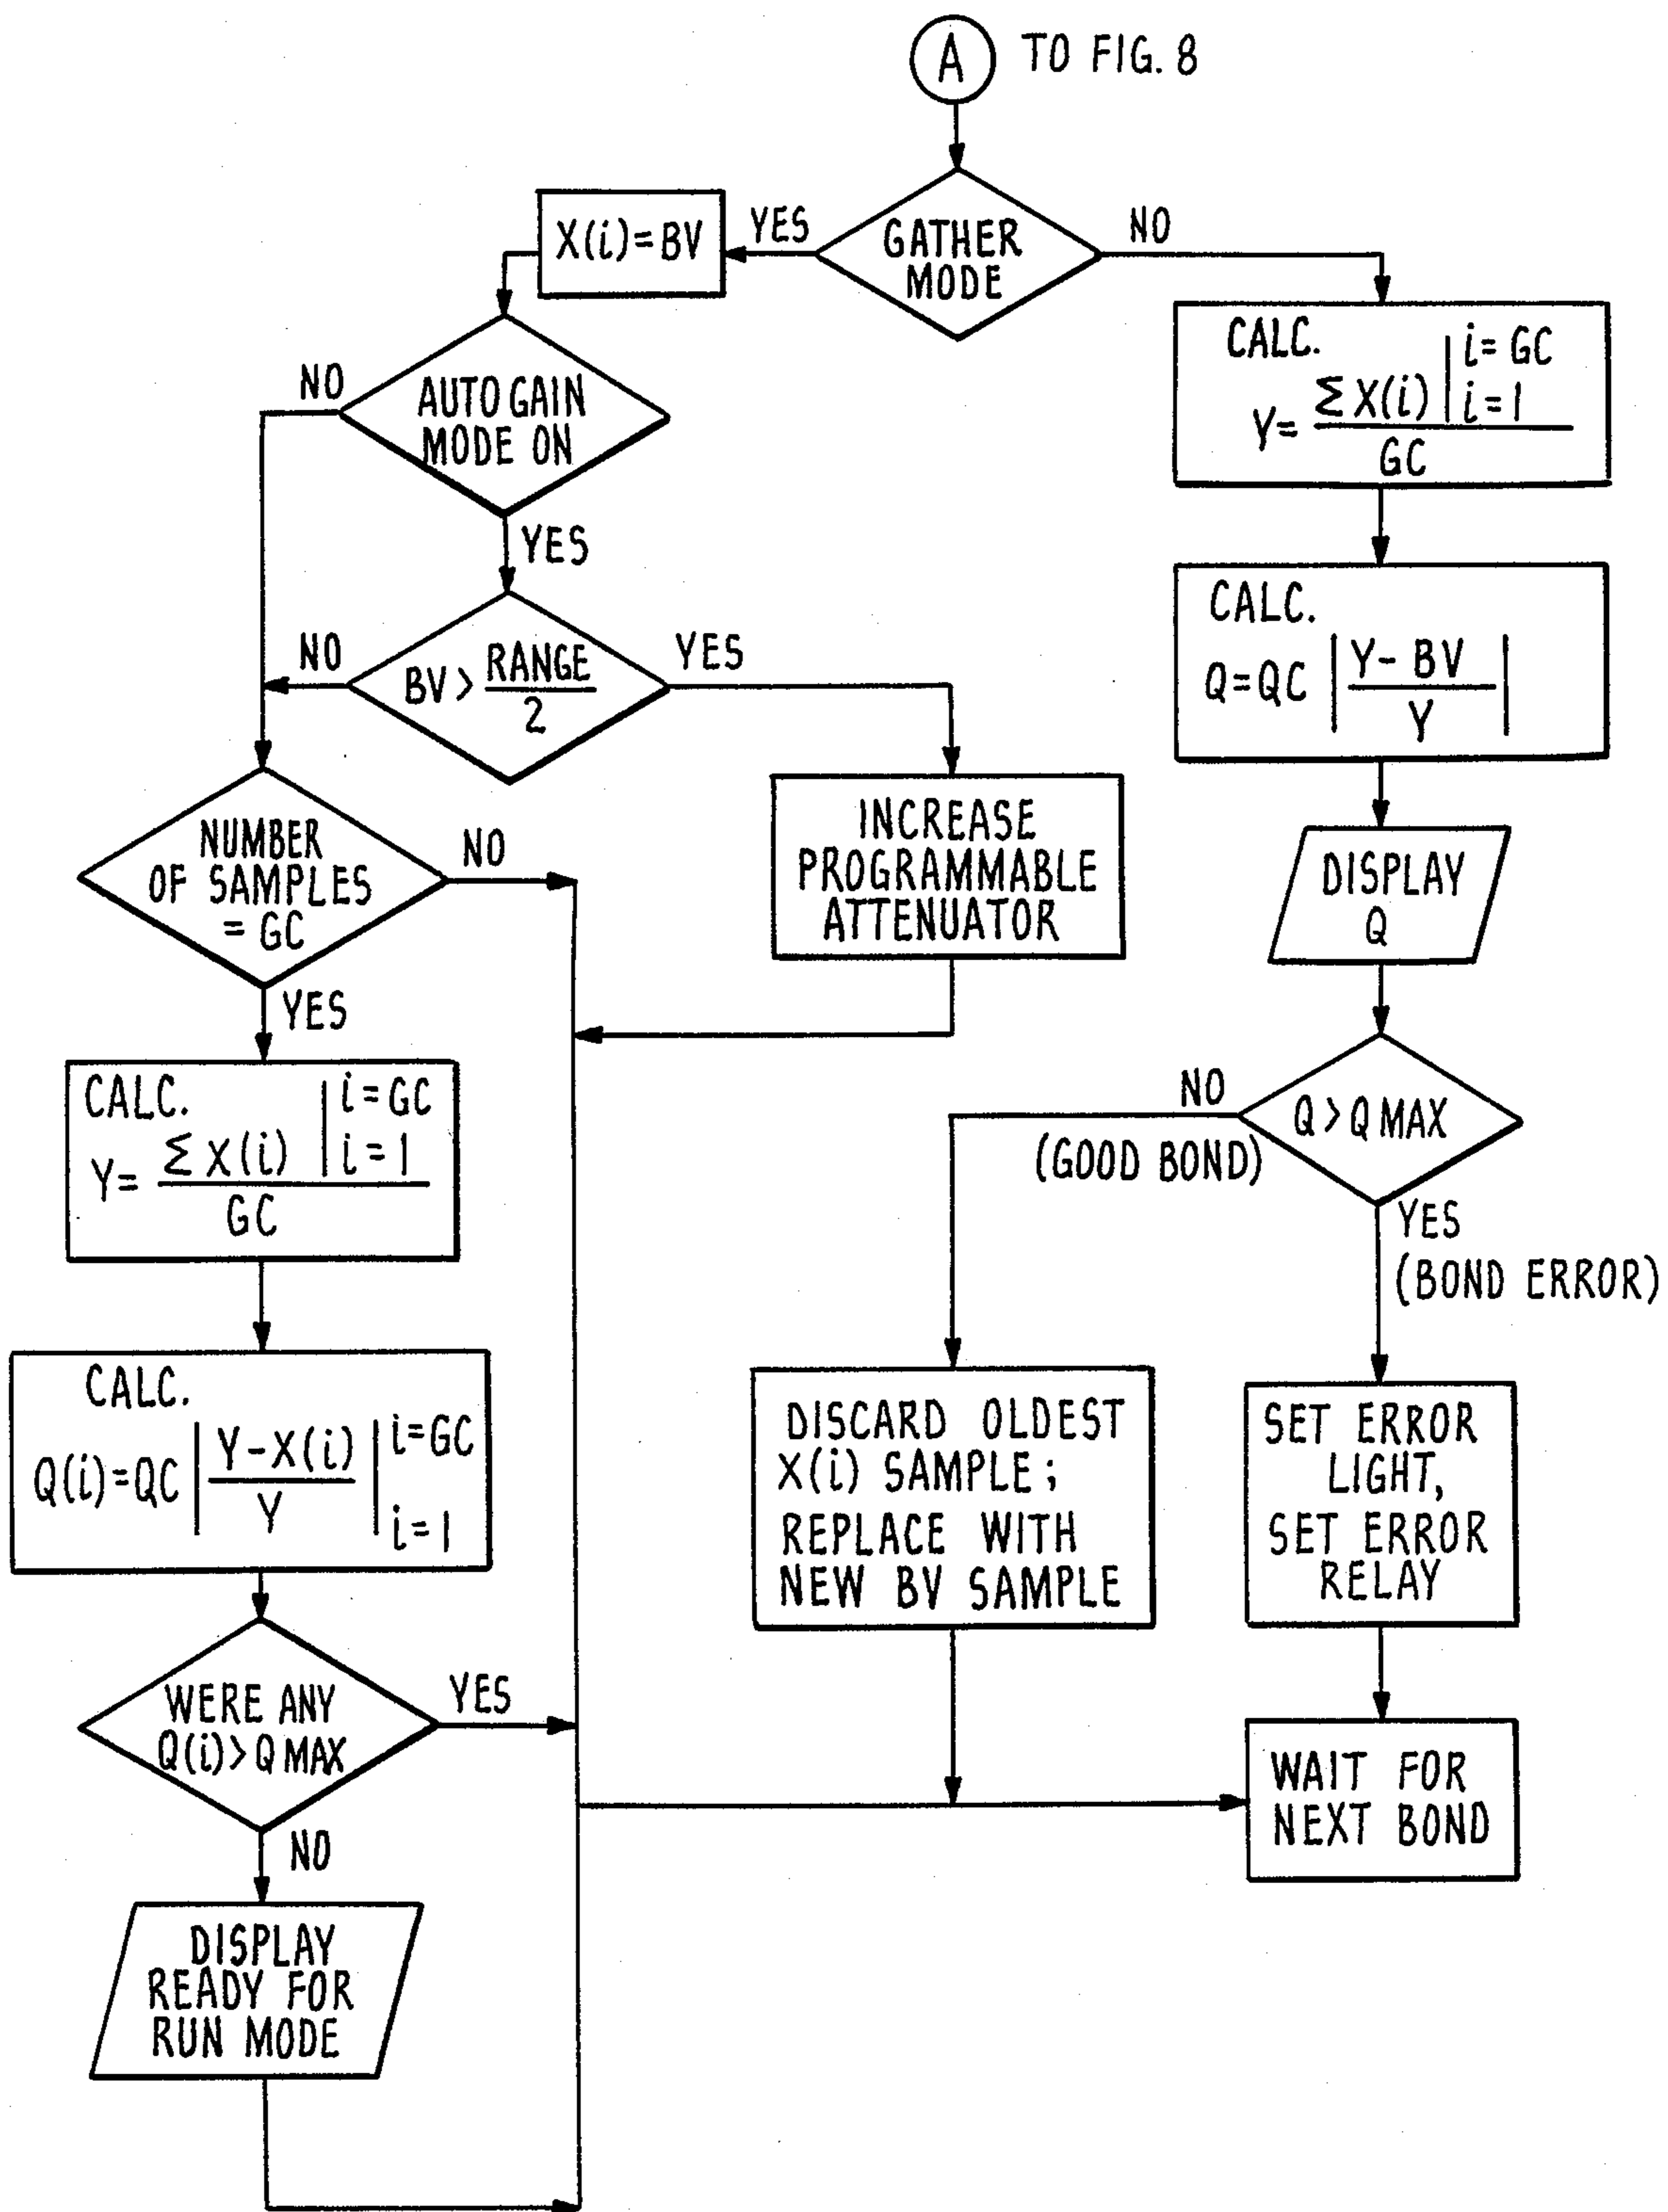 A TO FIG. 8
GATHER
MODE
YES
NO
X(i)=BV
AUTO GAIN
MODE ON
NO
YES
BV > RANGE
2
NO
YES
NUMBER
OF SAMPLES
= GC
NO
YES
INCREASE
PROGRAMMABLE
ATTENUATOR
CALC.
i=GC
Y= Σ X(i) i=1
GC
CALC.
Q(i)=QC | Y-X(i) | i=GC
Y
i=1
WERE ANY
Q(i)>Q MAX
YES
NO
DISPLAY
READY FOR
RUN MODE
CALC.
i=GC
Y= Σ X(i) i=1
GC
CALC.
Q=QC | Y-BV |
Y
DISPLAY
Q
Q>Q MAX
NO
(GOOD BOND)
YES
(BOND ERROR)
DISCARD OLDEST
X(i) SAMPLE;
REPLACE WITH
NEW BV SAMPLE
SET ERROR
LIGHT,
SET ERROR
RELAY
WAIT FOR
NEXT BOND